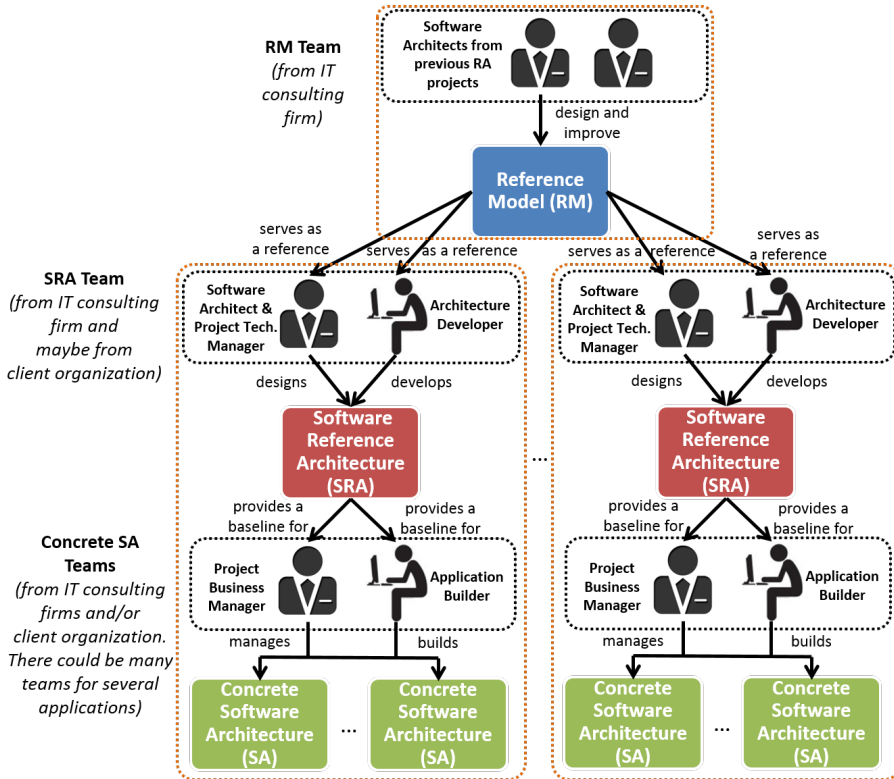 RM Team
(from IT
consulting
firm)
Software
Architects from
previous RA
projects
design and
improve
Reference
Model (RM)
serves as
a reference
serves as a reference
serves as a reference
serves as
a reference
SRA Team
(from IT consulting
firm and
maybe from
client organization)
Software
Architect &
Project Tech.
Manager
Architecture
Developer
designs
develops
Software
Reference
Architecture
(SRA)
provides a
baseline for
provides a
baseline for
...
Software
Architect &
Project Tech.
Manager
Architecture
Developer
designs
develops
Software
Reference
Architecture
(SRA)
provides a
baseline for
provides a
baseline for
Concrete SA
Teams
(from IT consulting
firms and/or
client organization.
There could be many
teams for several
applications)
Project
Business
Manager
Application
Builder
manages
builds
Concrete
Software
Architecture
(SA)
...
Concrete
Software
Architecture
(SA)
Project
Business
Manager
Application
Builder
manages
builds
Concrete
Software
Architecture
(SA)
...
Concrete
Software
Architecture
(SA)